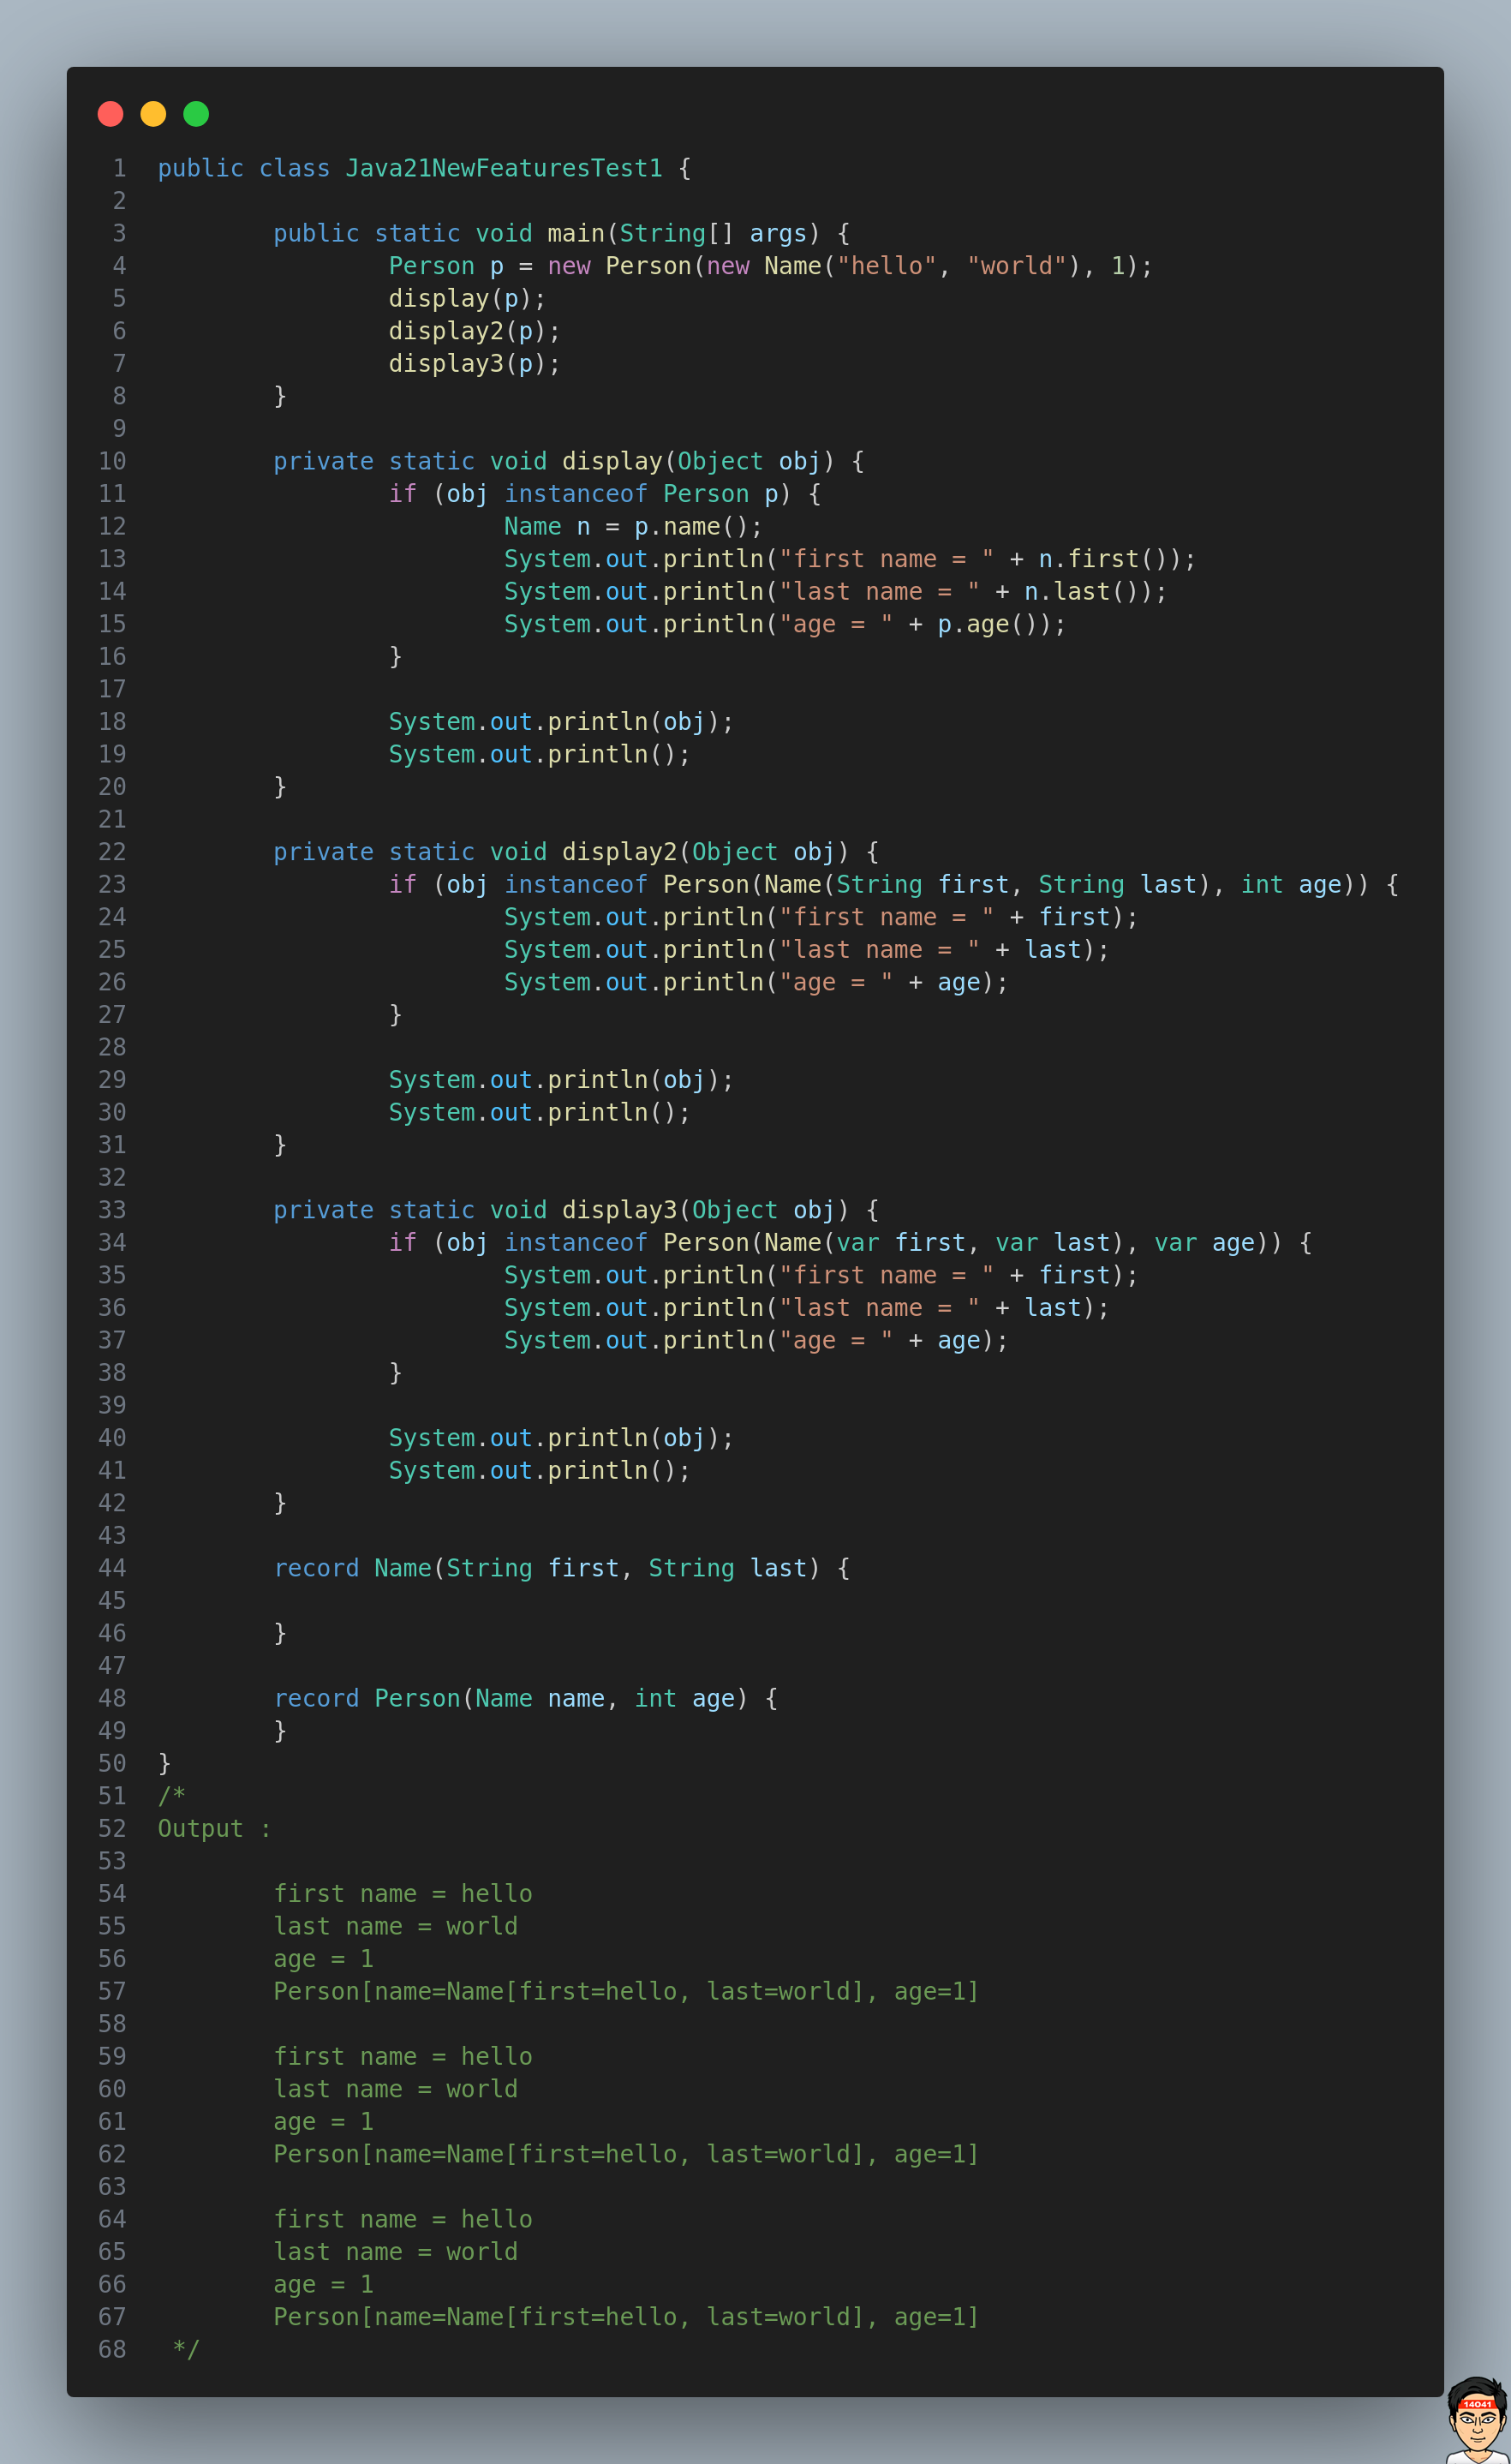 1 public class Java21NewFeaturesTest1 {
2
3 public static void main(String[] args) {
4 Person p = new Person(new Name("hello", "world"), 1);
5 display(p);
6 display2(p);
7 display3(p);
8 }
9
10 private static void display(Object obj) {
11 if (obj instanceof Person p) {
12 Name n = p.name();
13 System.out.println("first name = " + n.first());
14 System.out.println("last name = " + n.last());
15 System.out.println("age = " + p.age());
16 }
17
18 System.out.println(obj);
19 System.out.println();
20 }
21
22 private static void display2(Object obj) {
23 if (obj instanceof Person(Name(String first, String last), int age)) {
24 System.out.println("first name = " + first);
25 System.out.println("last name = " + last);
26 System.out.println("age = " + age);
27 }
28
29 System.out.println(obj);
30 System.out.println();
31 }
32
33 private static void display3(Object obj) {
34 if (obj instanceof Person(Name(var first, var last), var age)) {
35 System.out.println("first name = " + first);
36 System.out.println("last name = " + last);
37 System.out.println("age = " + age);
38 }
39
40 System.out.println(obj);
41 System.out.println();
42 }
43
44 record Name(String first, String last) {
45
46 }
47
48 record Person(Name name, int age) {
49 }
50 }
51 /*
52 Output :
53
54 first name = hello
55 last name = world
56 age = 1
57 Person[name=Name[first=hello, last=world], age=1]
58
59 first name = hello
60 last name = world
61 age = 1
62 Person[name=Name[first=hello, last=world], age=1]
63
64 first name = hello
65 last name = world
66 age = 1
67 Person[name=Name[first=hello, last=world], age=1]
68 */
14041